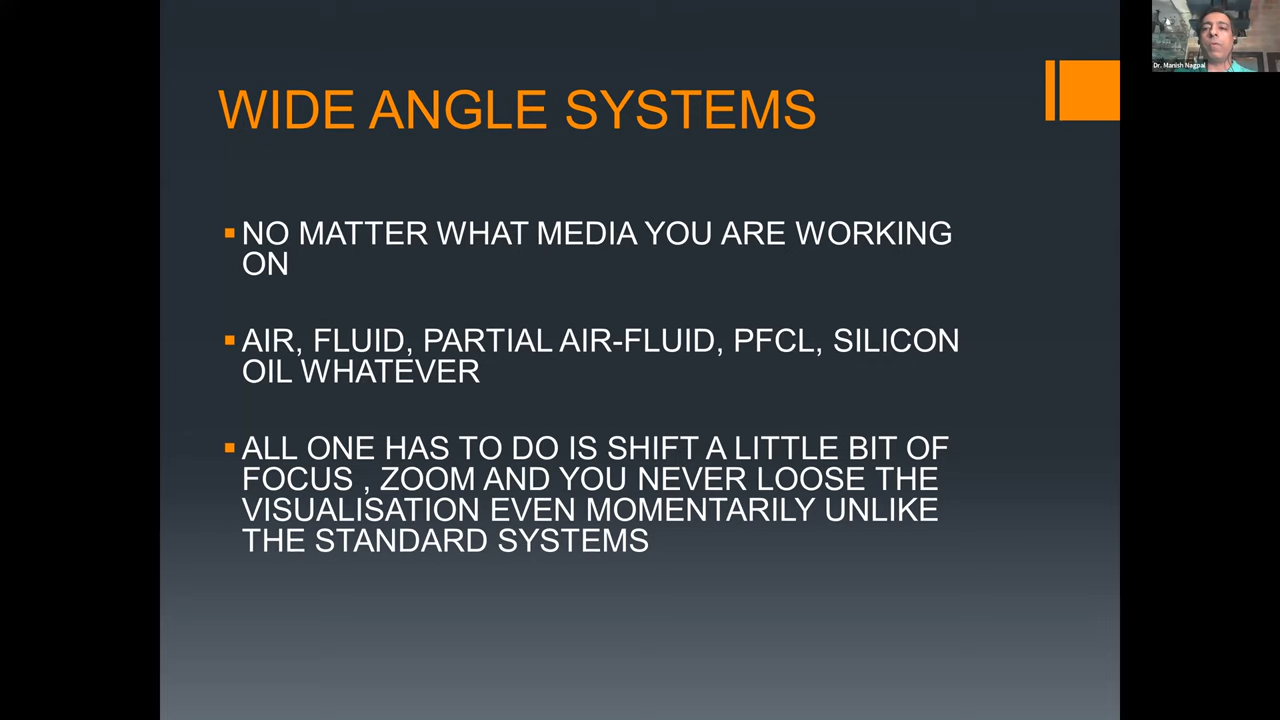 Dr. Manish Nagpal
WIDE ANGLE SYSTEMS
NO MATTER WHAT MEDIA YOU ARE WORKING
ON
AIR, FLUID, PARTIAL AIR-FLUID, PFCL, SILICON
OIL WHATEVER
ALL ONE HAS TO DO IS SHIFT A LITTLE BIT OF
FOCUS , ZOOM AND YOU NEVER LOOSE THE
VISUALISATION EVEN MOMENTARILY UNLIKE
THE STANDARD SYSTEMS